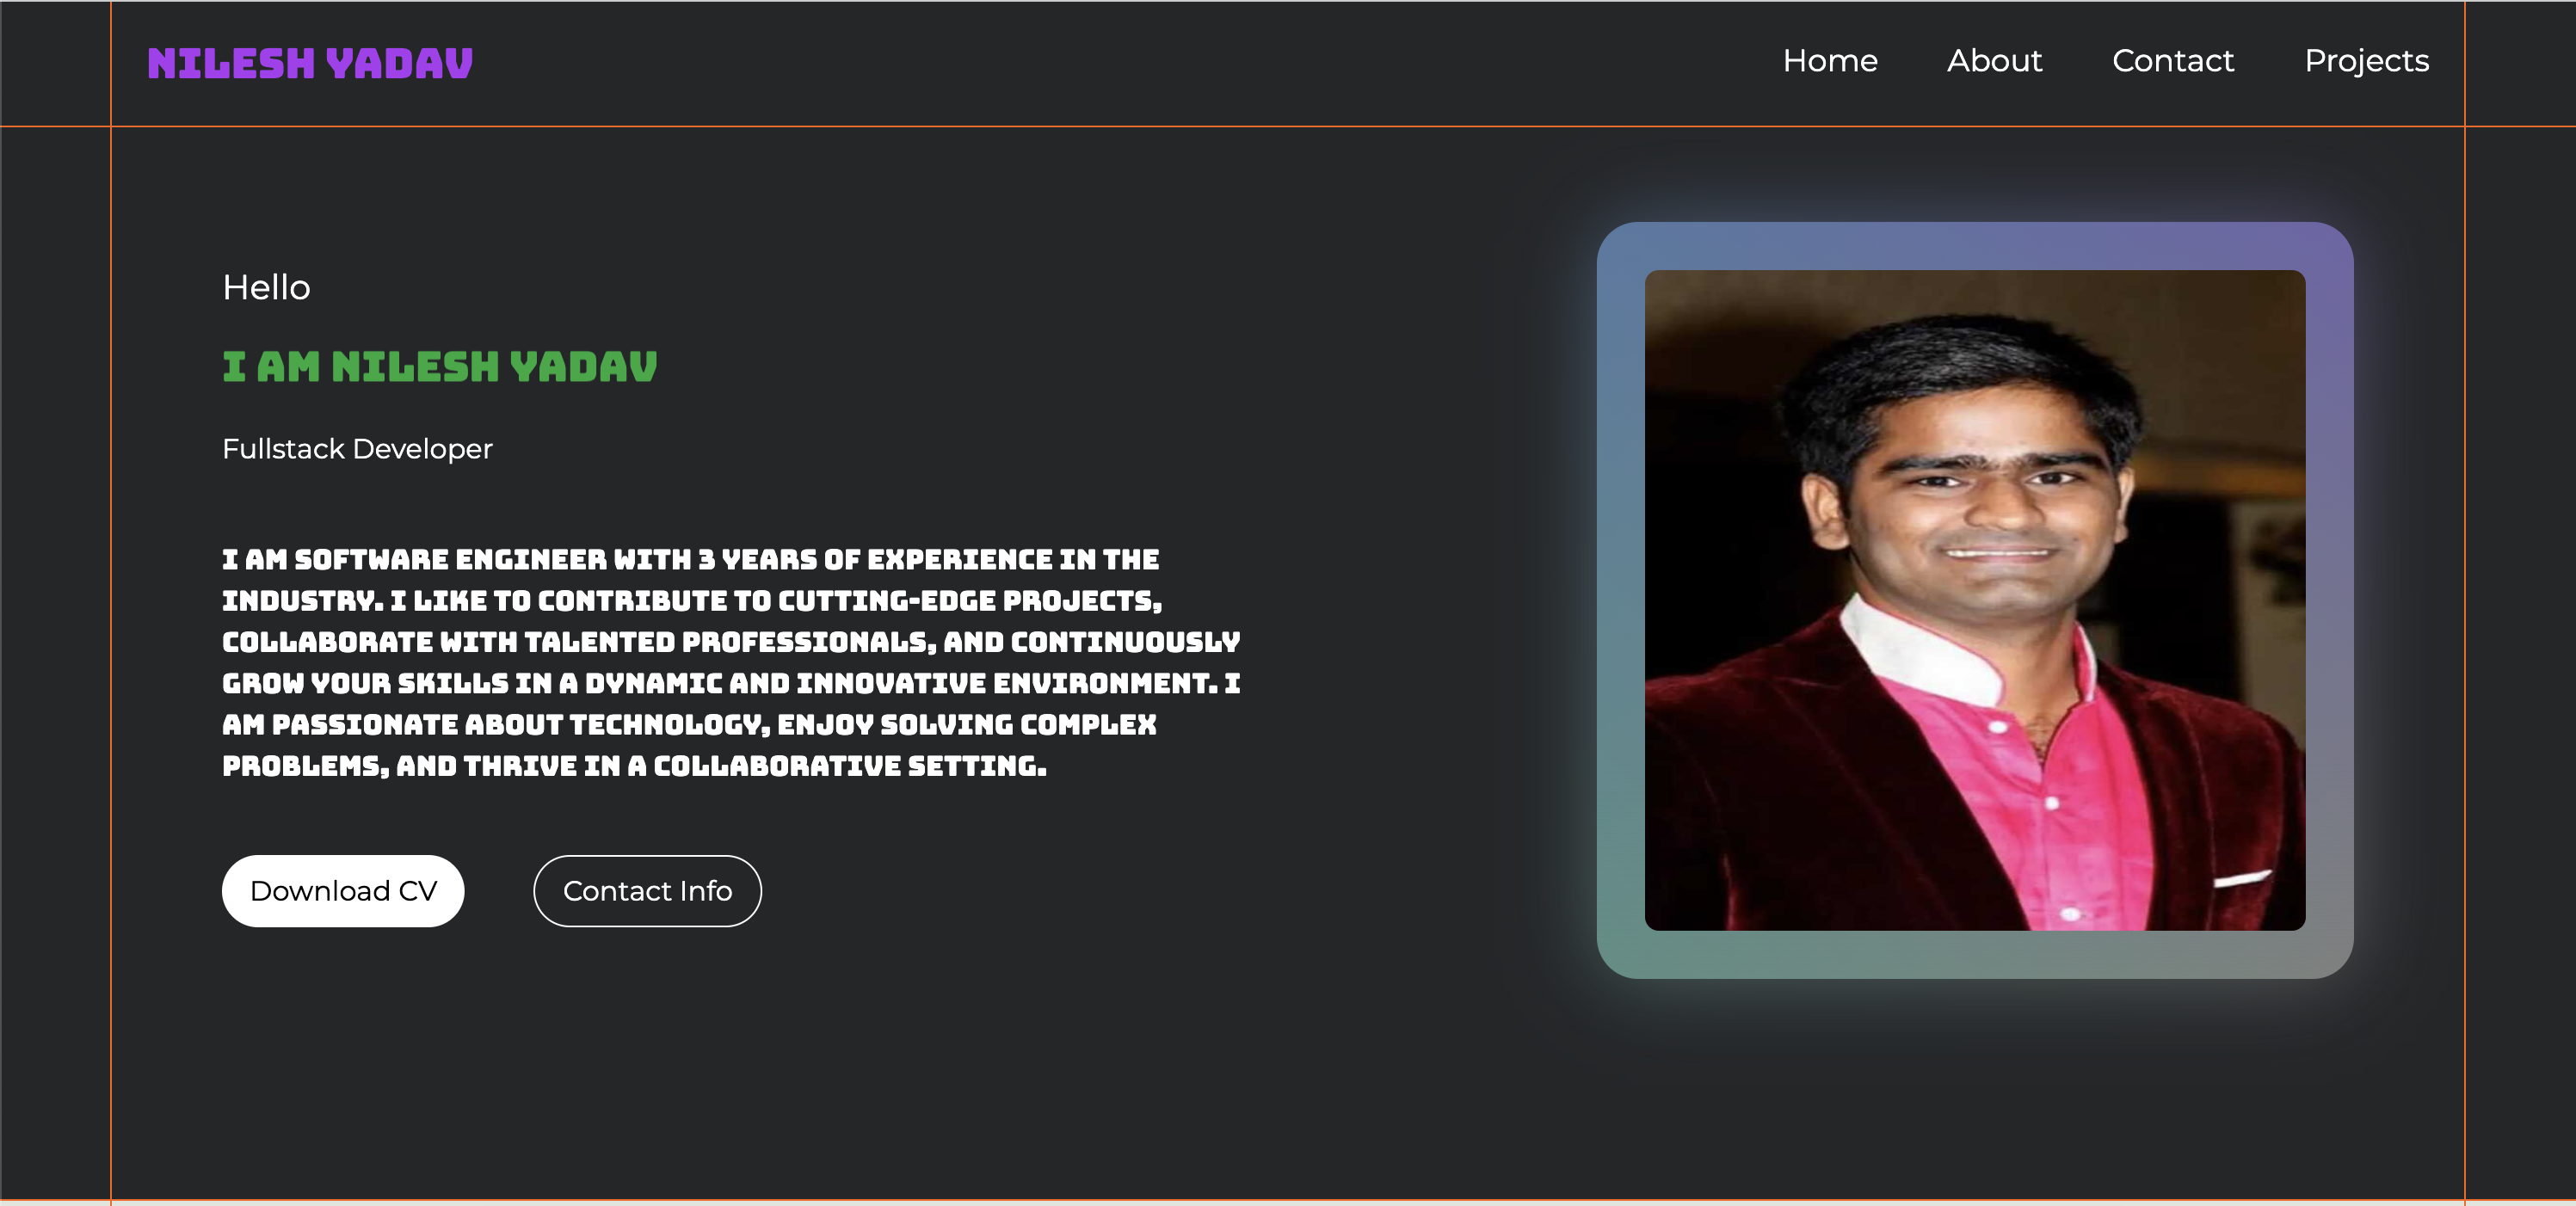 NILESH YADAV
Home About Contact Projects
Hello
I AM NILESH YADAV
Fullstack Developer
I AM SOFTWARE ENGINEER WITH 3 YEARS OF EXPERIENCE IN THE
INDUSTRY. I LIKE TO CONTRIBUTE TO CUTTING-EDGE PROJECTS,
COLLABORATE WITH TALENTED PROFESSIONALS, AND CONTINUOUSLY
GROW YOUR SKILLS IN A DYNAMIC AND INNOVATIVE ENVIRONMENT. I
AM PASSIONATE ABOUT TECHNOLOGY, ENJOY SOLVING COMPLEX
PROBLEMS, AND THRIVE IN A COLLABORATIVE SETTING.
Download CV Contact Info